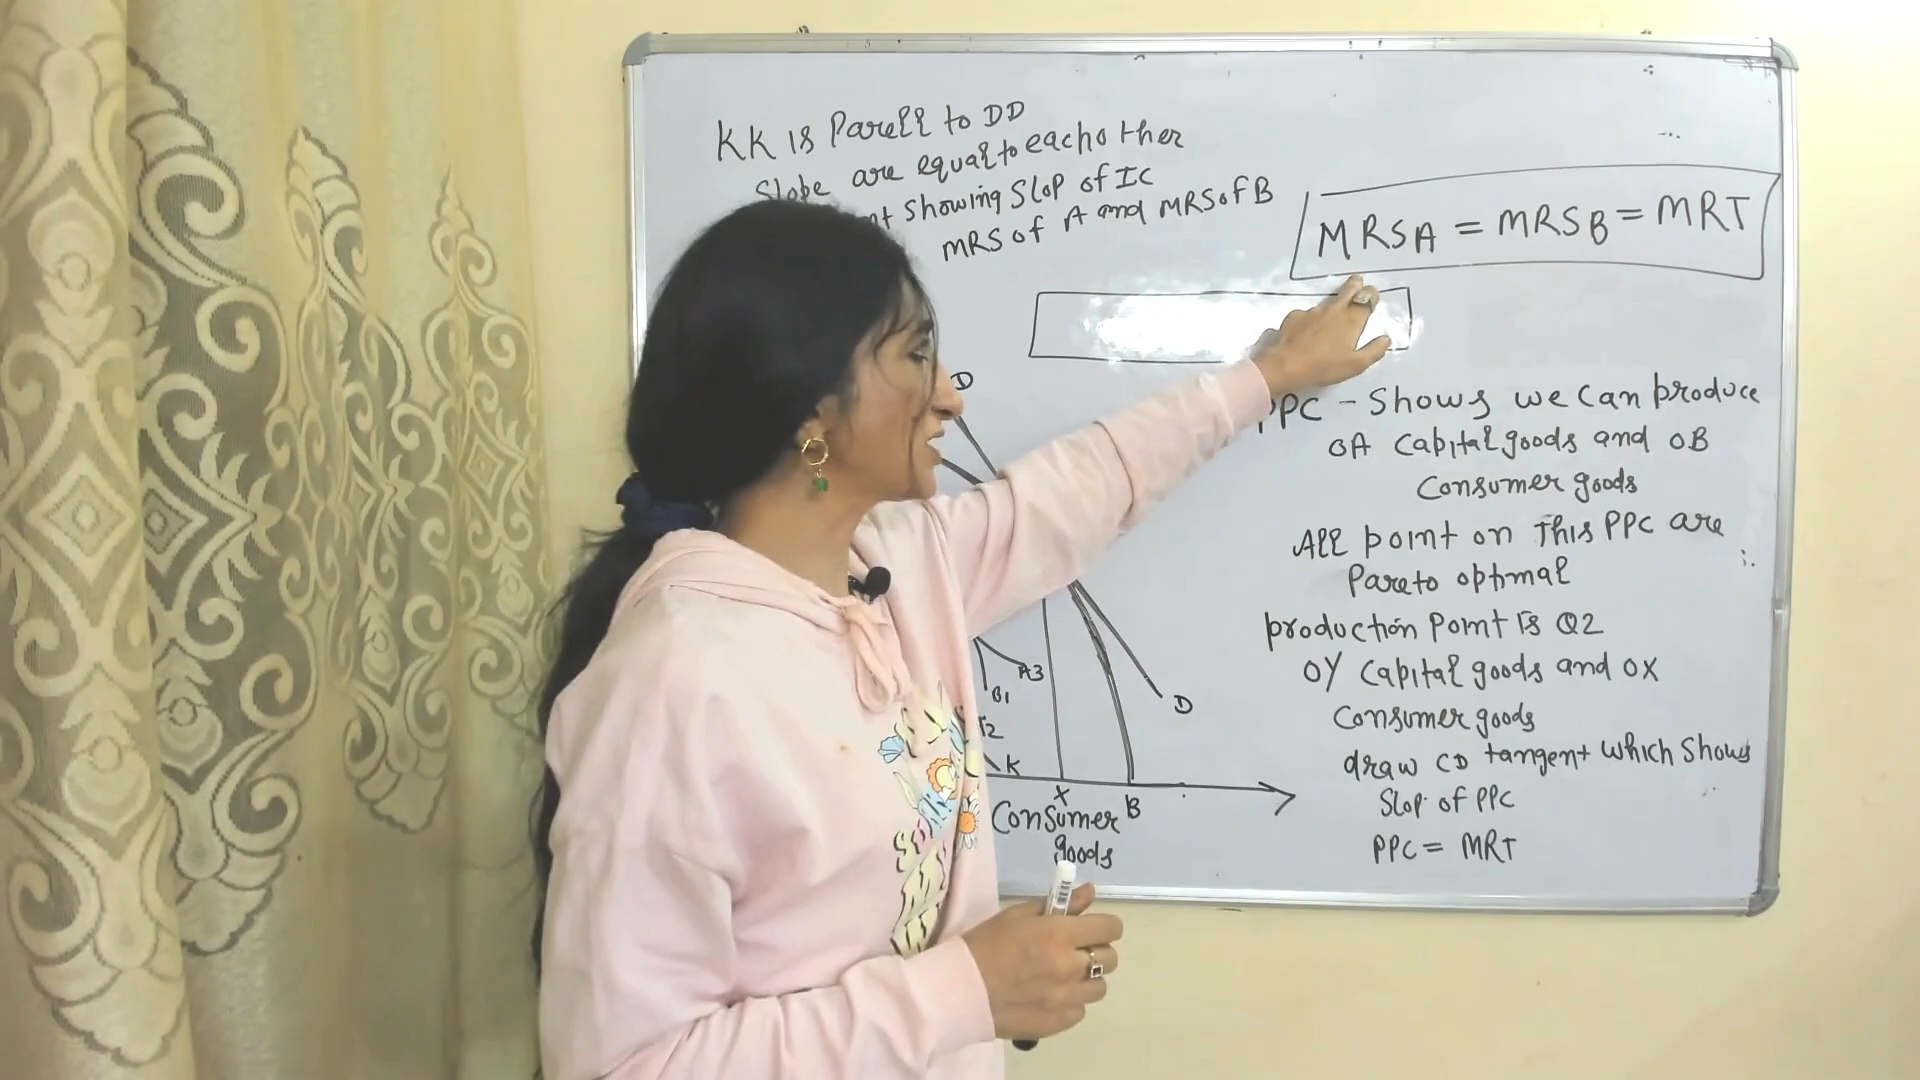 KK is Parell to DD
Slope are equal to each other
showing Slop of IC
MRS of A and MRS of B
MRSA = MRSB = MRT
PPC - Shows we can produce
OA Capital goods and OB
Consumer goods
All point on This PPC are
Pareto optimal
production Point is Q2
OY Capital goods and OX
Consumer goods
draw CD tangent which Shows
Slop of PPC
PPC = MRT
D
A3
B1
D
K
X
B
Consumer
goods